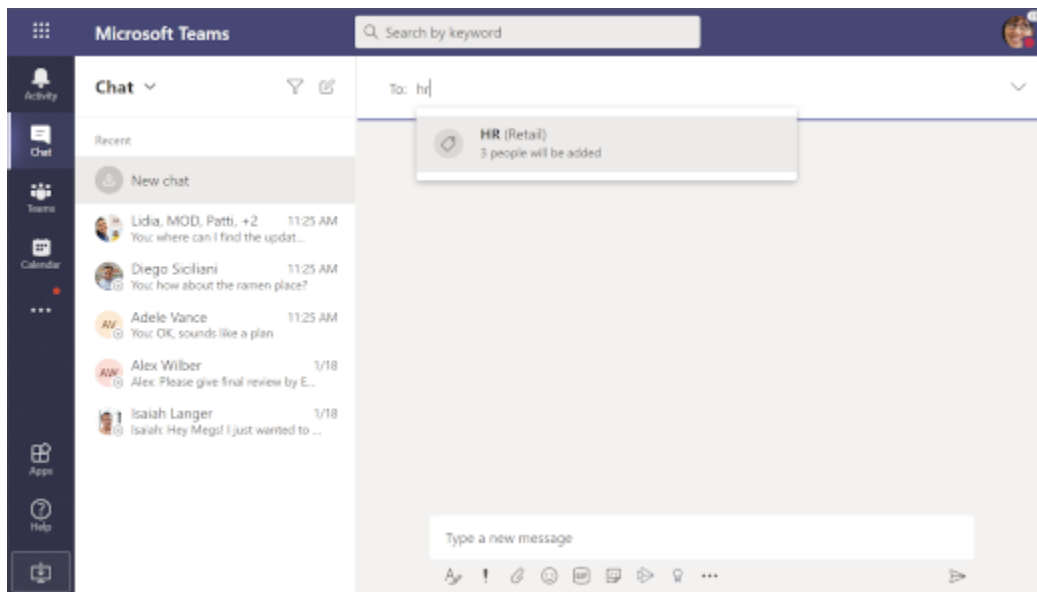 Microsoft Teams
Search by keyword
Activity
Chat
Teams
Calendar
Apps
Help
Chat
Recent
New chat
Lidia, MOD, Patti, +2 11:25 AM
You: where can I find the updat...
Diego Siciliani 11:25 AM
You: how about the ramen place?
AV
Adele Vance 11:25 AM
You: OK, sounds like a plan
AW
Alex Wilber 1/18
Alex: Please give final review by E...
Isaiah Langer 1/18
Isaiah: Hey Megs! I just wanted to ...
To: hr
HR (Retail)
3 people will be added
Type a new message
GIF